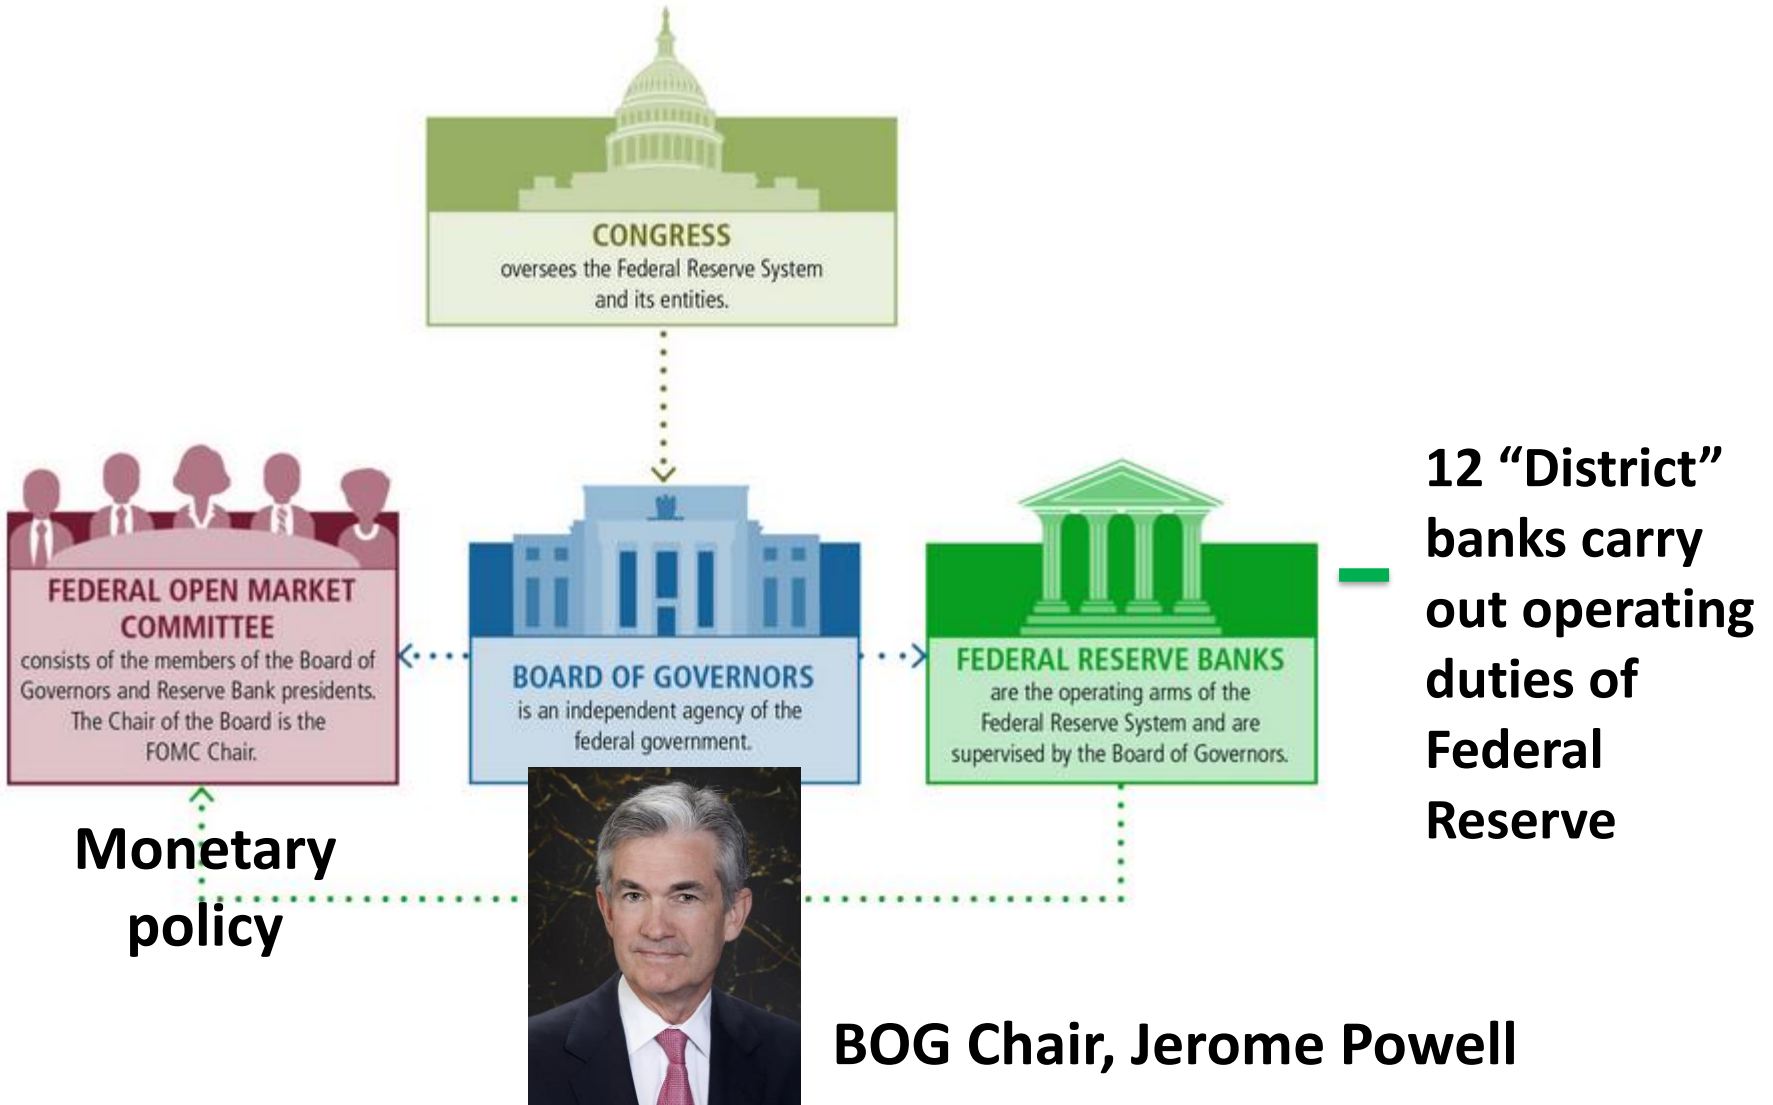 CONGRESS
oversees the Federal Reserve System
and its entities.
FEDERAL OPEN MARKET
COMMITTEE
consists of the members of the Board of
Governors and Reserve Bank presidents.
The Chair of the Board is the
FOMC Chair.
BOARD OF GOVERNORS
is an independent agency of the
federal government.
FEDERAL RESERVE BANKS
are the operating arms of the
Federal Reserve System and are
supervised by the Board of Governors.
12 “District”
banks carry
out operating
duties of
Federal
Reserve
Monetary
policy
BOG Chair, Jerome Powell